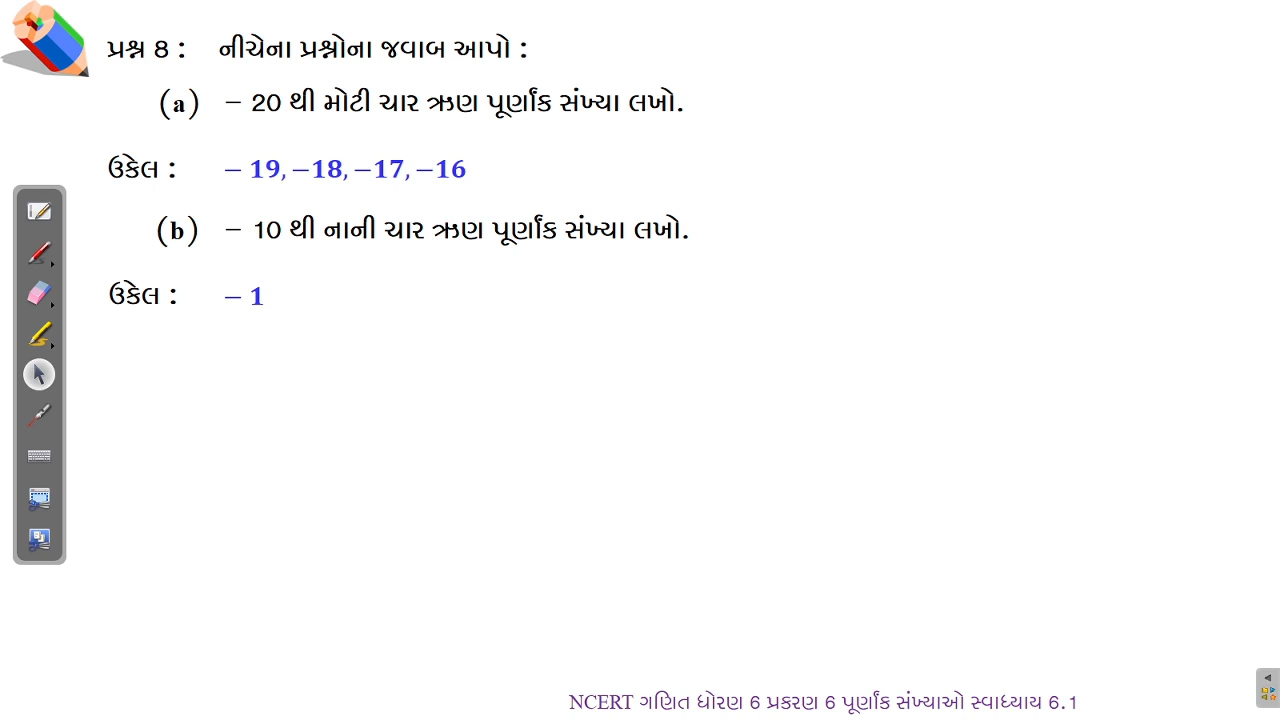 પ્રશ્ન 8 : નીચેના પ્રશ્નોના જવાબ આપો :
(a) – 20 થી મોટી ચાર ઋણ પૂર્ણાંક સંખ્યા લખો.
ઉકેલ : – 19, –18, –17, –16
(b) – 10 થી નાની ચાર ઋણ પૂર્ણાંક સંખ્યા લખો.
ઉકેલ : – 1
NCERT ગણિત ધોરણ 6 પ્રકરણ 6 પૂર્ણાંક સંખ્યાઓ સ્વાધ્યાય 6.1